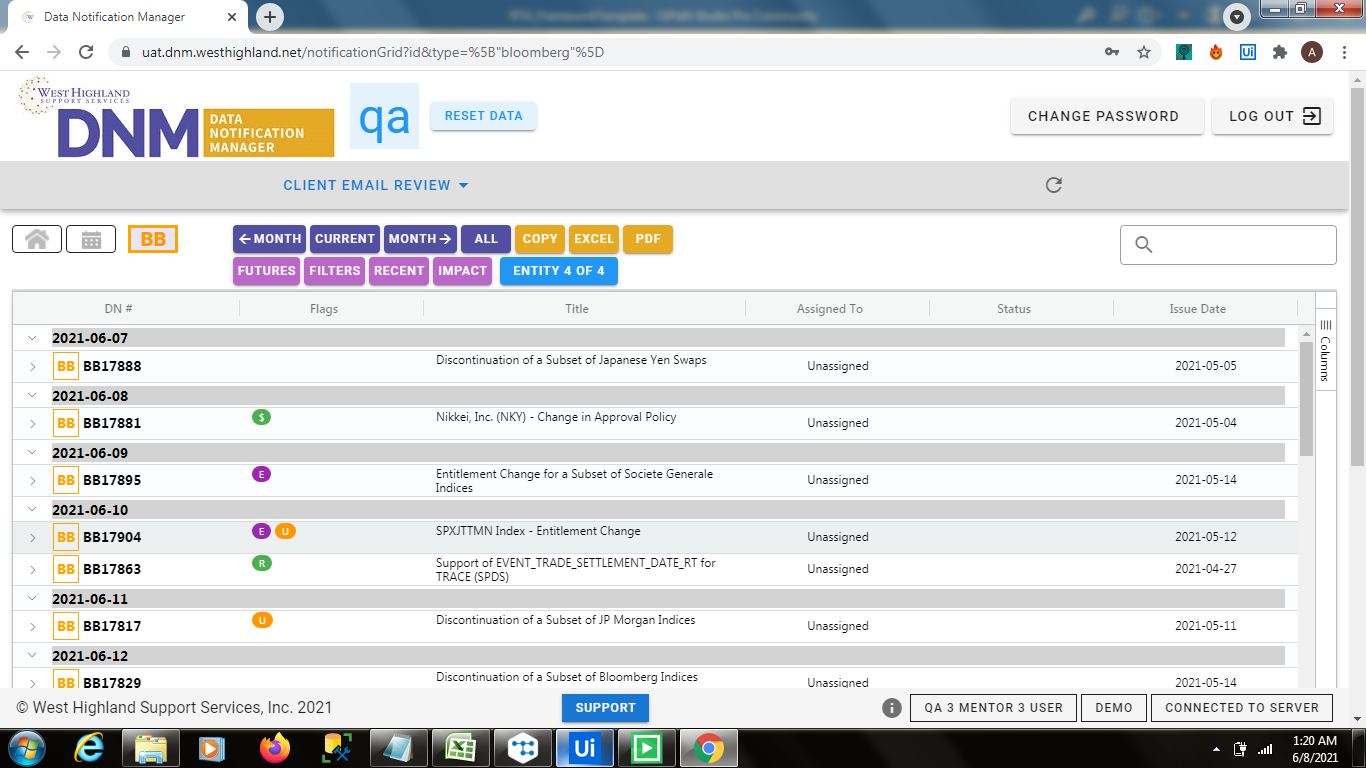 Data Notification Manager
uat.dnm.westhighland.net/notificationGrid?id&type=%5B"bloomberg"%5D
A
WEST HIGHLAND
SUPPORT SERVICES
DNM DATA
NOTIFICATION
MANAGER
qa
RESET DATA
CHANGE PASSWORD
LOG OUT
CLIENT EMAIL REVIEW
BB
MONTH CURRENT MONTH ALL COPY EXCEL PDF
FUTURES FILTERS RECENT IMPACT ENTITY 4 OF 4
DN # Flags Title Assigned To Status Issue Date
Columns
2021-06-07
BB BB17888 Discontinuation of a Subset of Japanese Yen Swaps Unassigned 2021-05-05
2021-06-08
BB BB17881 $ Nikkei, Inc. (NKY) - Change in Approval Policy Unassigned 2021-05-04
2021-06-09
BB BB17895 E Entitlement Change for a Subset of Societe Generale
Indices Unassigned 2021-05-14
2021-06-10
BB BB17904 E U SPXJTTMN Index - Entitlement Change Unassigned 2021-05-12
BB BB17863 R Support of EVENT_TRADE_SETTLEMENT_DATE_RT for
TRACE (SPDS) Unassigned 2021-04-27
2021-06-11
BB BB17817 U Discontinuation of a Subset of JP Morgan Indices Unassigned 2021-05-11
2021-06-12
BB BB17829 Discontinuation of a Subset of Bloomberg Indices Unassigned 2021-05-14
© West Highland Support Services, Inc. 2021
SUPPORT
QA 3 MENTOR 3 USER
DEMO
CONNECTED TO SERVER
Ui
1:20 AM
6/8/2021